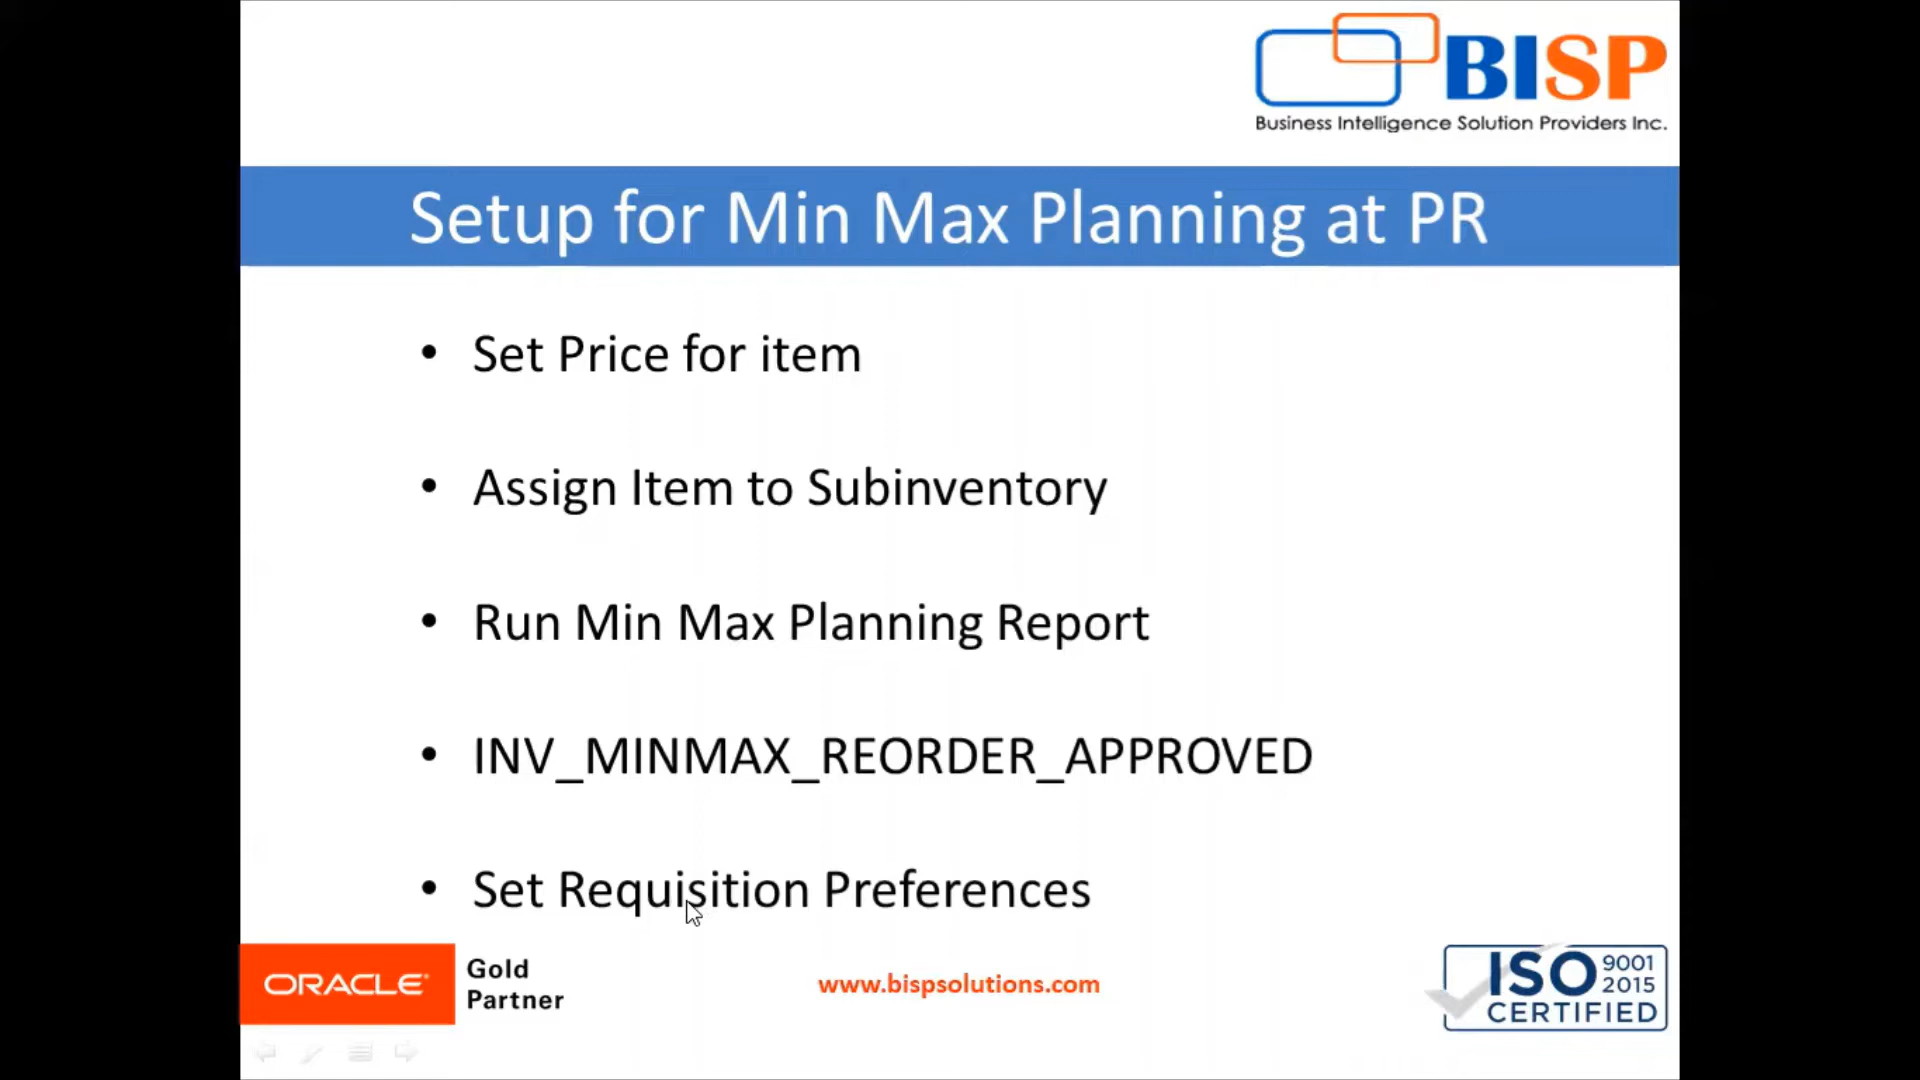 BISP
Business Intelligence Solution Providers Inc.
Setup for Min Max Planning at PR
• Set Price for item
• Assign Item to Subinventory
• Run Min Max Planning Report
• INV_MINMAX_REORDER_APPROVED
• Set Requisition Preferences
ORACLE®
Gold
Partner
www.bispsolutions.com
ISO 9001
2015
CERTIFIED